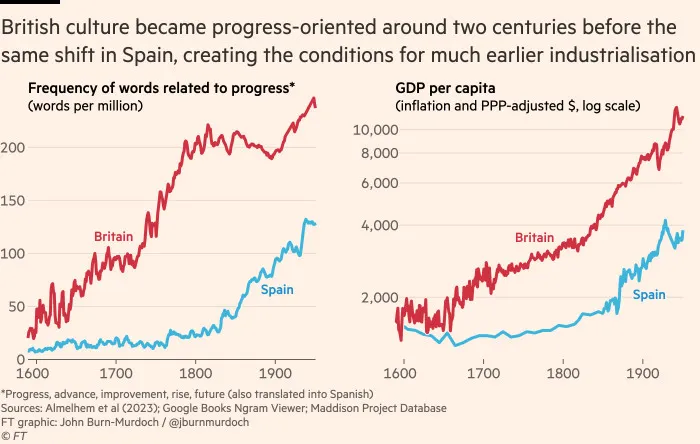 British culture became progress-oriented around two centuries before the
same shift in Spain, creating the conditions for much earlier industrialisation
Frequency of words related to progress*
(words per million)
200
150
100
50
0
Britain
Spain
1600 1700 1800 1900
GDP per capita
(inflation and PPP-adjusted $, log scale)
10,000
8,000
6,000
4,000
2,000
Britain
Spain
1600 1700 1800 1900
*Progress, advance, improvement, rise, future (also translated into Spanish)
Sources: Almelhem et al (2023); Google Books Ngram Viewer; Maddison Project Database
FT graphic: John Burn-Murdoch / @jburnmurdoch
© FT